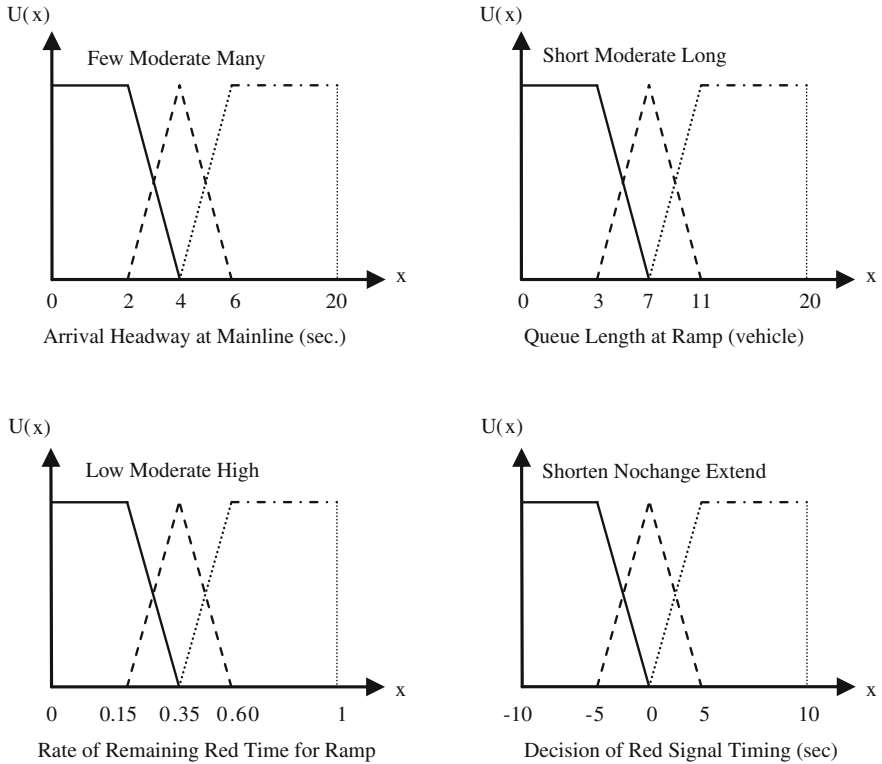 U(x)
Few Moderate Many
x
0 2 4 6 20
Arrival Headway at Mainline (sec.)
U(x)
Short Moderate Long
x
0 3 7 11 20
Queue Length at Ramp (vehicle)
U(x)
Low Moderate High
x
0 0.15 0.35 0.60 1
Rate of Remaining Red Time for Ramp
U(x)
Shorten Nochange Extend
x
-10 -5 0 5 10
Decision of Red Signal Timing (sec)